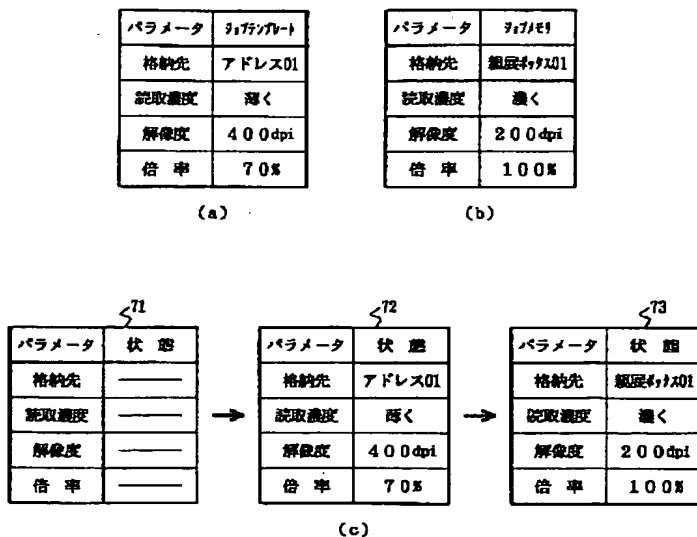 パラメータ ｼﾞｮﾌﾞﾃﾝﾌﾟﾚｰﾄ
格納先 アドレス01
読取濃度 薄く
解像度 400dpi
倍 率 70%
(a)
パラメータ ｼﾞｮﾌﾞﾒﾓﾘ
格納先 親展ﾎﾞｯｸｽ01
読取濃度 濃く
解像度 200dpi
倍 率 100%
(b)
71
パラメータ 状 態
格納先 ───
読取濃度 ───
解像度 ───
倍 率 ───
→
72
パラメータ 状 態
格納先 アドレス01
読取濃度 薄く
解像度 400dpi
倍 率 70%
→
73
パラメータ 状 態
格納先 親展ﾎﾞｯｸｽ01
読取濃度 濃く
解像度 200dpi
倍 率 100%
(c)